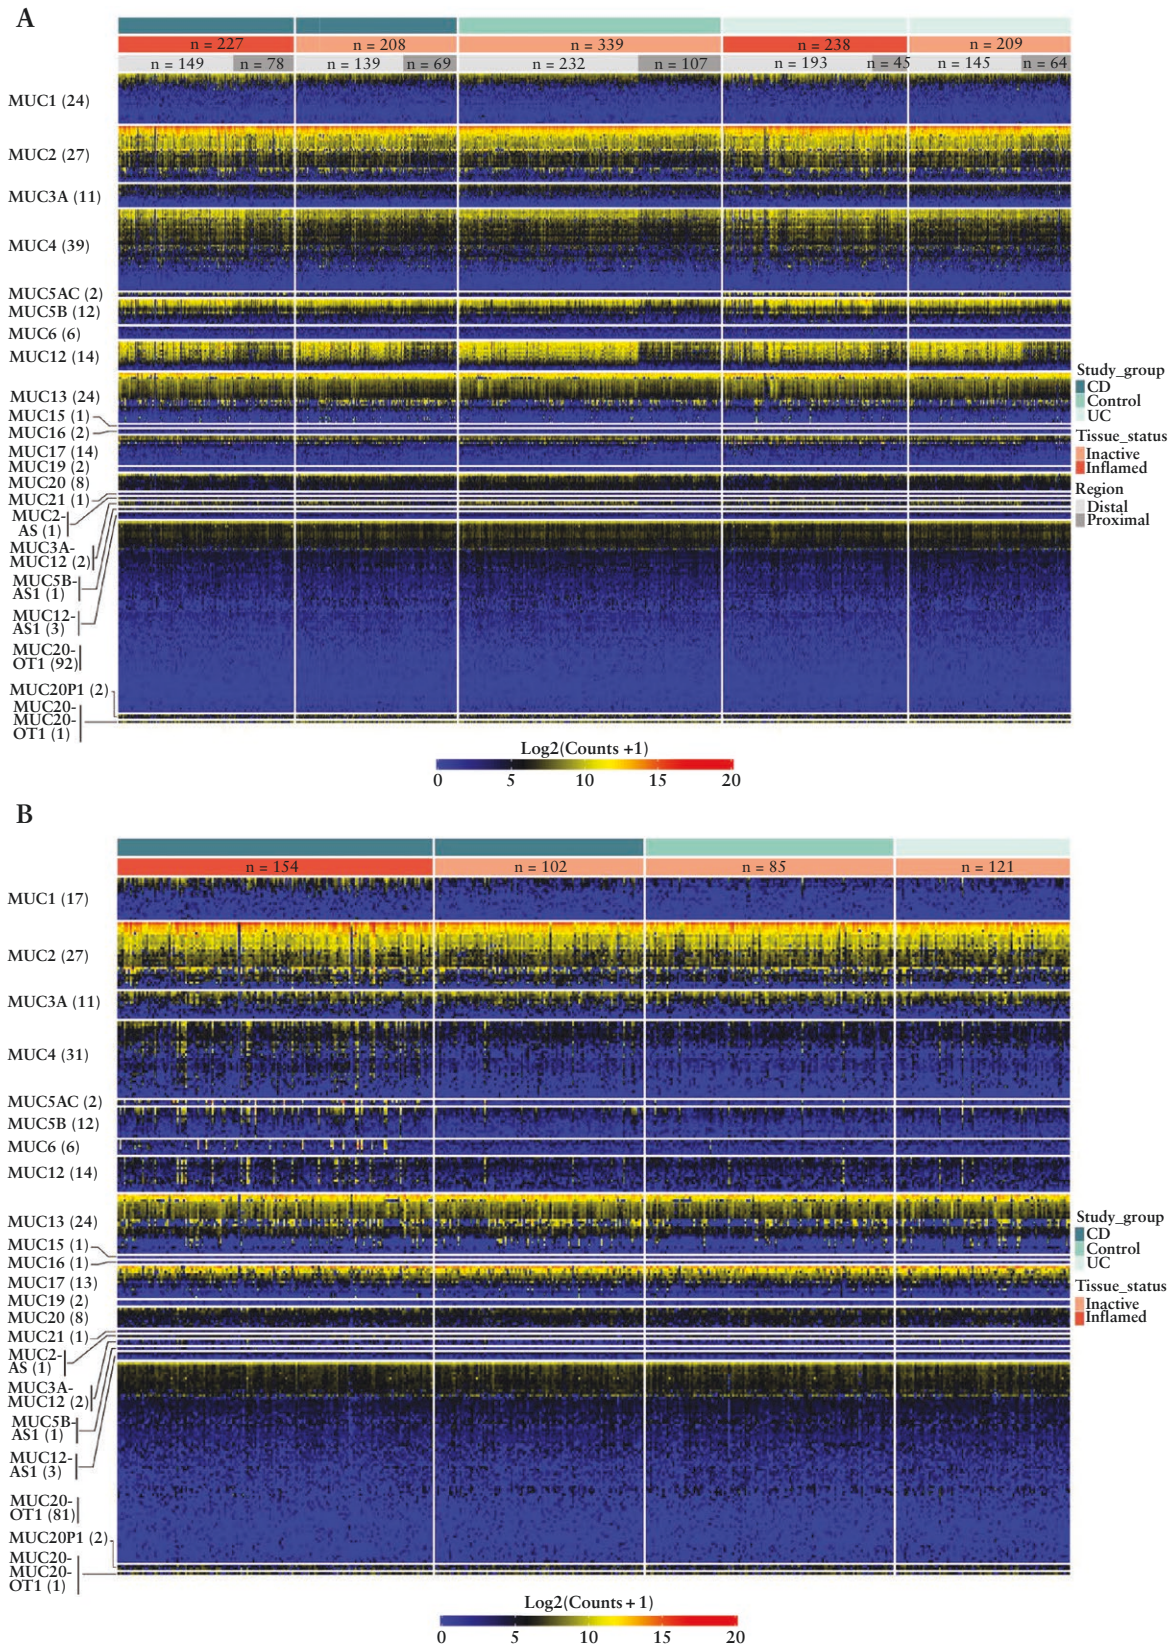 A
n = 227
n = 208
n = 339
n = 238
n = 209
n = 149
n = 78
n = 139
n = 69
n = 232
n = 107
n = 193
n = 45
n = 145
n = 64
MUC1 (24)
MUC2 (27)
MUC3A (11)
MUC4 (39)
MUC5AC (2)
MUC5B (12)
MUC6 (6)
MUC12 (14)
MUC13 (24)
MUC15 (1)
MUC16 (2)
MUC17 (14)
MUC19 (2)
MUC20 (8)
MUC21 (1)
MUC2-
AS (1)
MUC3A-
MUC12 (2)
MUC5B-
AS1 (1)
MUC12-
AS1 (3)
MUC20-
OT1 (92)
MUC20P1 (2)
MUC20-
MUC20-
OT1 (1)
Study_group
CD
Control
UC
Tissue_status
Inactive
Inflamed
Region
Distal
Proximal
Log2(Counts +1)
0 5 10 15 20
B
n = 154
n = 102
n = 85
n = 121
MUC1 (17)
MUC2 (27)
MUC3A (11)
MUC4 (31)
MUC5AC (2)
MUC5B (12)
MUC6 (6)
MUC12 (14)
MUC13 (24)
MUC15 (1)
MUC16 (1)
MUC17 (13)
MUC19 (2)
MUC20 (8)
MUC21 (1)
MUC2-
AS (1)
MUC3A-
MUC12 (2)
MUC5B-
AS1 (1)
MUC12-
AS1 (3)
MUC20-
OT1 (81)
MUC20P1 (2)
MUC20-
MUC20-
OT1 (1)
Study_group
CD
Control
UC
Tissue_status
Inactive
Inflamed
Log2(Counts + 1)
0 5 10 15 20